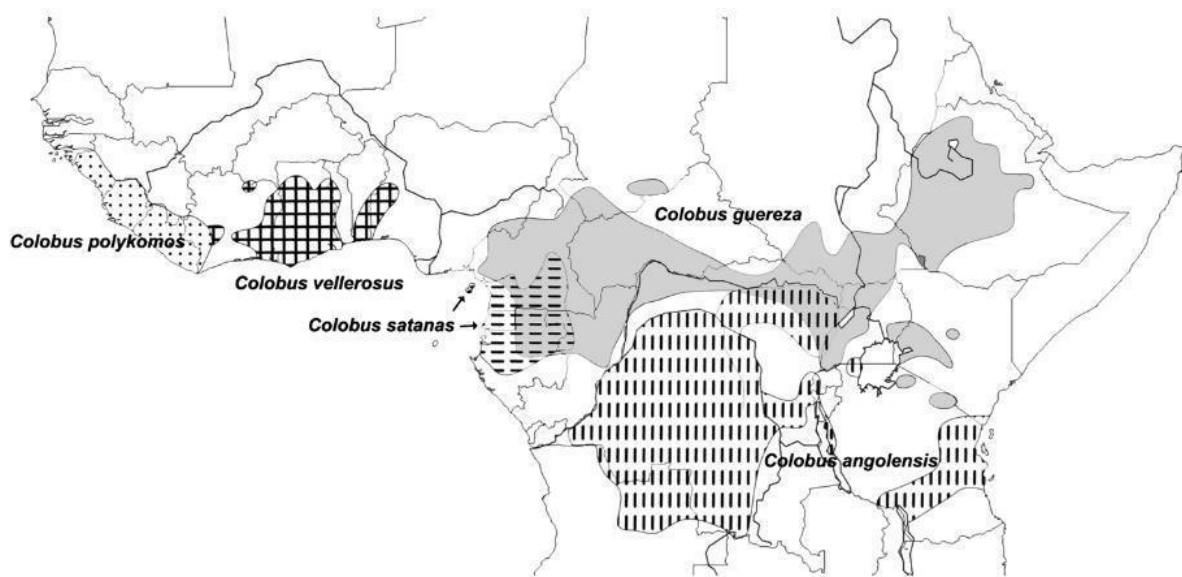 Colobus guereza
Colobus polykomos
Colobus vellerosus
Colobus satanas
Colobus angolensis